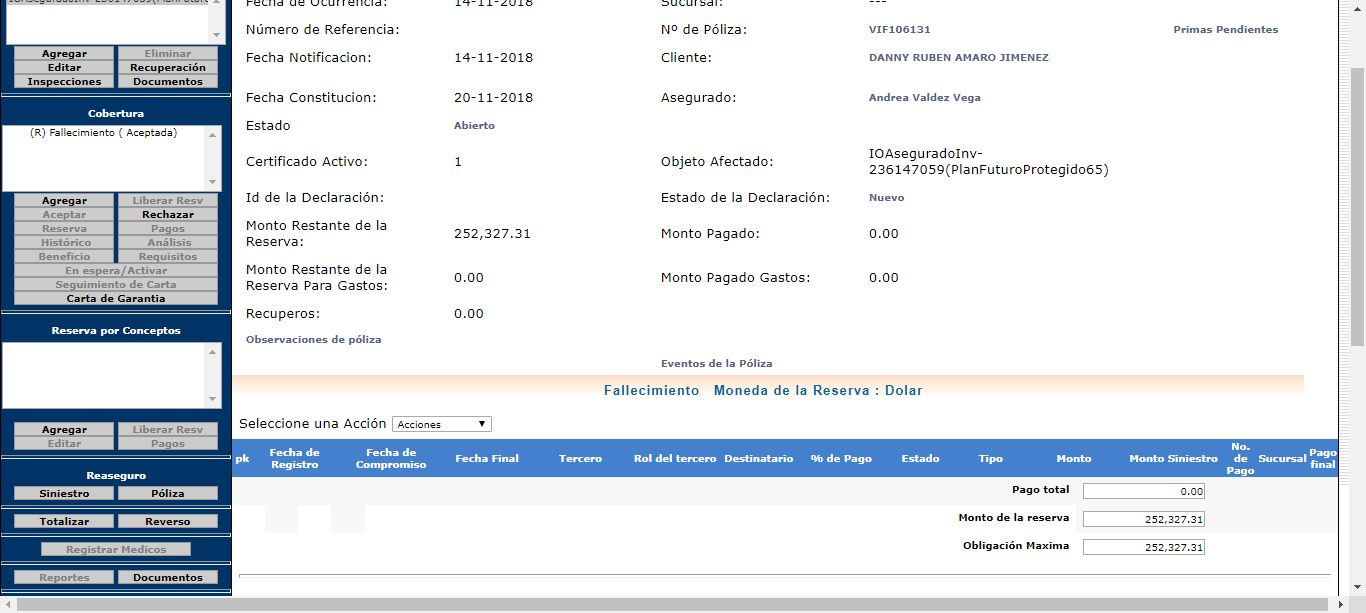 IOAseguradoInv-236147059(PlanFuturo
Agregar Eliminar
Editar Recuperación
Inspecciones Documentos
Cobertura
(R) Fallecimiento ( Aceptada)
Agregar Liberar Resv
Aceptar Rechazar
Reserva Pagos
Histórico Análisis
Beneficio Requisitos
En espera/Activar
Seguimiento de Carta
Carta de Garantia
Reserva por Conceptos
Agregar Liberar Resv
Editar Pagos
Reaseguro
Siniestro Póliza
Totalizar Reverso
Registrar Medicos
Reportes Documentos
Fecha de Ocurrencia: 14-11-2018 Sucursal: ---
Número de Referencia: Nº de Póliza: VIF106131 Primas Pendientes
Fecha Notificacion: 14-11-2018 Cliente: DANNY RUBEN AMARO JIMENEZ
Fecha Constitucion: 20-11-2018 Asegurado: Andrea Valdez Vega
Estado Abierto
Certificado Activo: 1 Objeto Afectado: IOAseguradoInv-
236147059(PlanFuturoProtegido65)
Id de la Declaración: Estado de la Declaración: Nuevo
Monto Restante de la
Reserva: 252,327.31 Monto Pagado: 0.00
Monto Restante de la
Reserva Para Gastos: 0.00 Monto Pagado Gastos: 0.00
Recuperos: 0.00
Observaciones de póliza
Eventos de la Póliza
Fallecimiento Moneda de la Reserva : Dolar
Seleccione una Acción Acciones
pk Fecha de Registro Fecha de Compromiso Fecha Final Tercero Rol del tercero Destinatario % de Pago Estado Tipo Monto Monto Siniestro No. de Pago Sucursal Pago final
Pago total 0.00
Monto de la reserva 252,327.31
Obligación Maxima 252,327.31